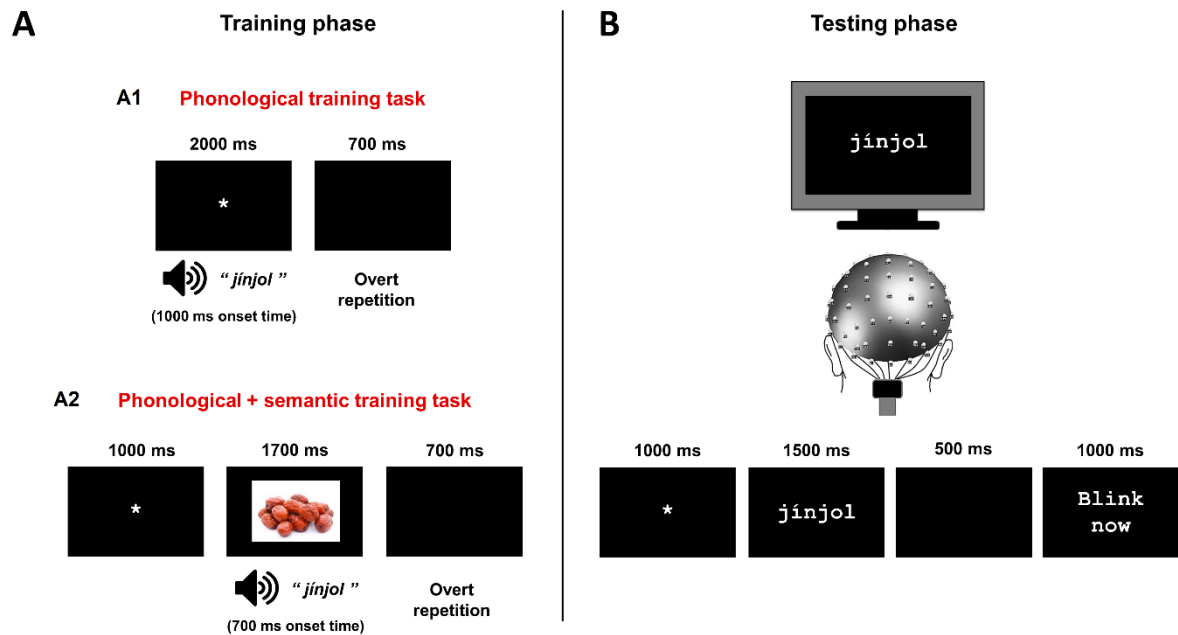 A
Training phase
A1 Phonological training task
2000 ms 700 ms
*
“ jínjol ” Overt
repetition
(1000 ms onset time)
A2 Phonological + semantic training task
1000 ms 1700 ms 700 ms
*
“ jínjol ” Overt
repetition
(700 ms onset time)
B
Testing phase
jínjol
1000 ms 1500 ms 500 ms 1000 ms
* jínjol Blink
now